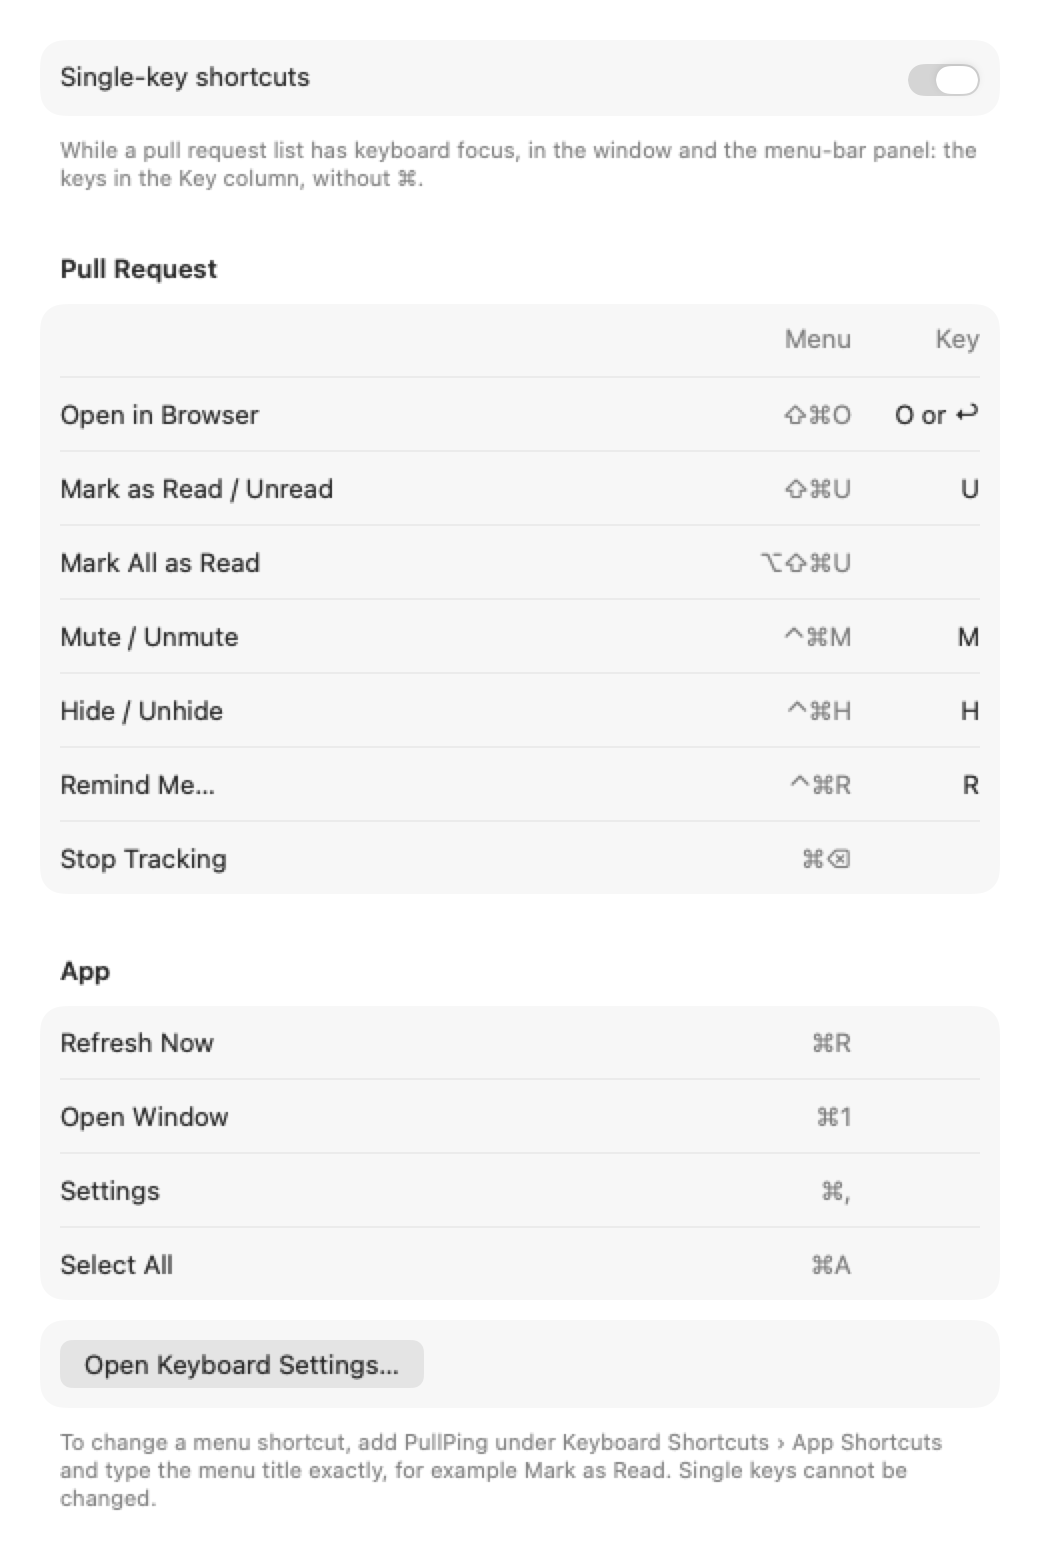 Single-key shortcuts
While a pull request list has keyboard focus, in the window and the menu-bar panel: the
keys in the Key column, without ⌘.
Pull Request
Menu Key
Open in Browser ⇧⌘O O or ↩
Mark as Read / Unread ⇧⌘U U
Mark All as Read ⌥⇧⌘U
Mute / Unmute ^⌘M M
Hide / Unhide ^⌘H H
Remind Me... ^⌘R R
Stop Tracking ⌘⌫
App
Refresh Now ⌘R
Open Window ⌘1
Settings ⌘,
Select All ⌘A
Open Keyboard Settings...
To change a menu shortcut, add PullPing under Keyboard Shortcuts › App Shortcuts
and type the menu title exactly, for example Mark as Read. Single keys cannot be
changed.